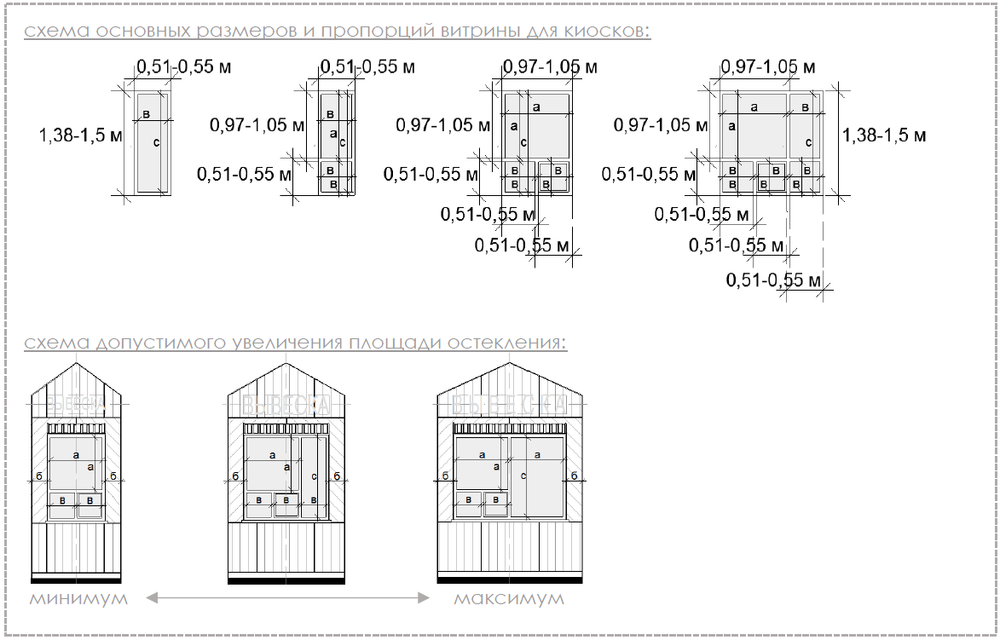 схема основных размеров и пропорций витрины для киосков:
0,51-0,55 м 0,51-0,55 м 0,97-1,05 м 0,97-1,05 м
в в а а в
1,38-1,5 м с 0,97-1,05 м а с 0,97-1,05 м а 0,97-1,05 м а 1,38-1,5 м
0,51-0,55 м в 0,51-0,55 м в в 0,51-0,55 м в в в
в в в в в в
0,51-0,55 м 0,51-0,55 м
0,51-0,55 м 0,51-0,55 м
0,51-0,55 м
схема допустимого увеличения площади остекления:
ВЫВЕСКА ВЫВЕСКА ВЫВЕСКА
а а а а
а а а
б б б с б б с б
в в в в в в в
минимум максимум